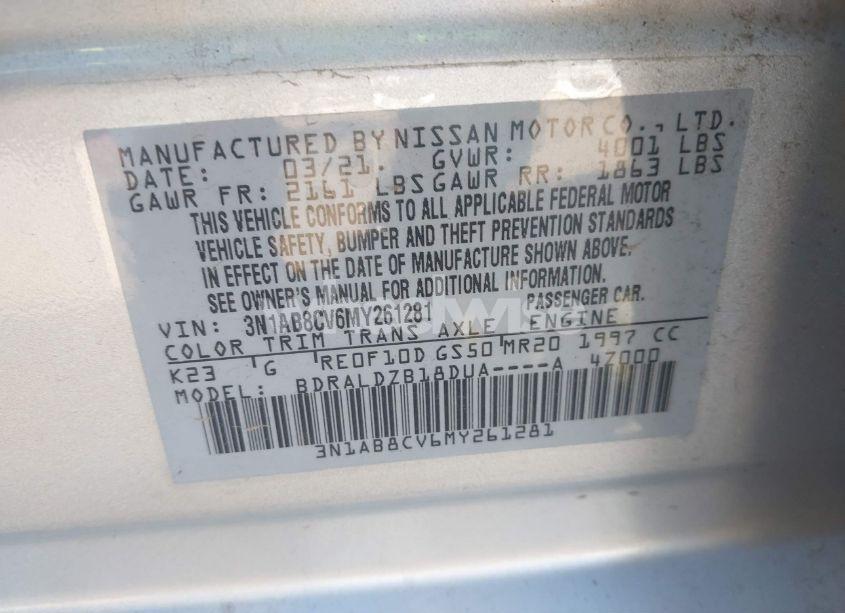 MANUFACTURED BY NISSAN MOTOR CO., LTD.
DATE: 03/21. GVWR: 4001 LBS
GAWR FR: 2161 LBS GAWR RR: 1863 LBS
THIS VEHICLE CONFORMS TO ALL APPLICABLE FEDERAL MOTOR
VEHICLE SAFETY, BUMPER AND THEFT PREVENTION STANDARDS
IN EFFECT ON THE DATE OF MANUFACTURE SHOWN ABOVE.
SEE OWNER'S MANUAL FOR ADDITIONAL INFORMATION.
VIN: 3N1AB8CV6MY261281 PASSENGER CAR.
COLOR TRIM TRANS AXLE ENGINE
K23 G RE0F10D GS50 MR20 1997 CC
MODEL: BDRALDZB18DUA----A 4Z000
3N1AB8CV6MY261281